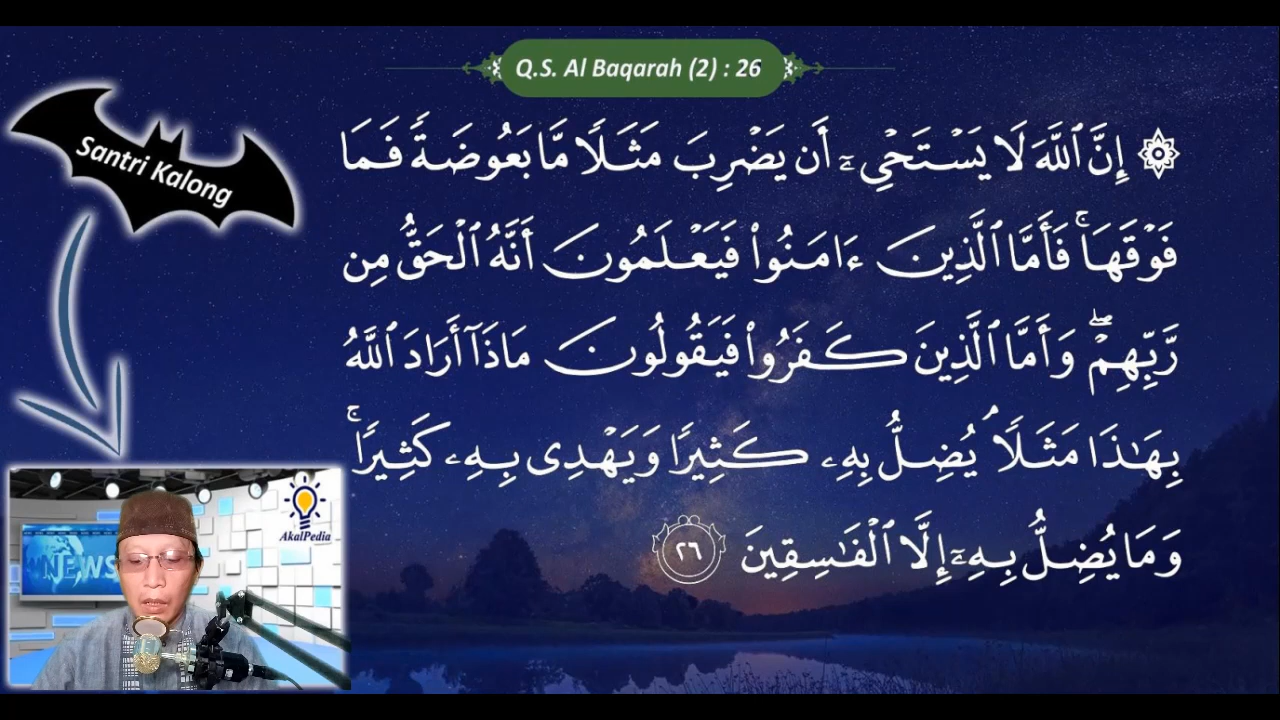 Q.S. Al Baqarah (2) : 26
Santri Kalong
۞ إِنَّ ٱللَّهَ لَا يَسْتَحْىِۦٓ أَن يَضْرِبَ مَثَلًا مَّا بَعُوضَةً فَمَا
فَوْقَهَا ۚ فَأَمَّا ٱلَّذِينَ ءَامَنُوا۟ فَيَعْلَمُونَ أَنَّهُ ٱلْحَقُّ مِن
رَّبِّهِمْ ۖ وَأَمَّا ٱلَّذِينَ كَفَرُوا۟ فَيَقُولُونَ مَاذَآ أَرَادَ ٱللَّهُ
بِهَـٰذَا مَثَلًا ۘ يُضِلُّ بِهِۦ كَثِيرًا وَيَهْدِى بِهِۦ كَثِيرًا ۚ
وَمَا يُضِلُّ بِهِۦٓ إِلَّا ٱلْفَـٰسِقِينَ ٢٦
AkalPedia
NEWS